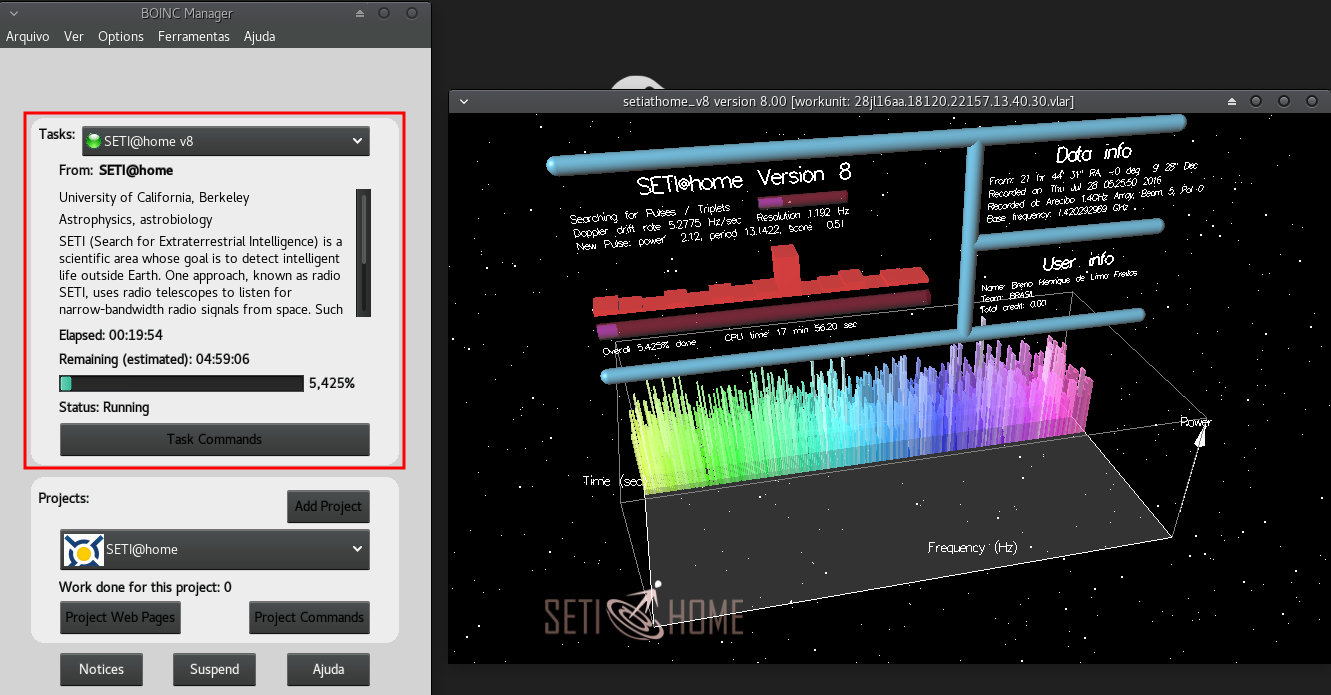 BOINC Manager
Arquivo Ver Options Ferramentas Ajuda
Tasks: SETI@home v8
From: SETI@home
University of California, Berkeley
Astrophysics, astrobiology
SETI (Search for Extraterrestrial Intelligence) is a
scientific area whose goal is to detect intelligent
life outside Earth. One approach, known as radio
SETI, uses radio telescopes to listen for
narrow-bandwidth radio signals from space. Such
Elapsed: 00:19:54
Remaining (estimated): 04:59:06
5,425%
Status: Running
Task Commands
Projects:
Add Project
SETI@home
Work done for this project: 0
Project Web Pages Project Commands
Notices Suspend Ajuda
setiathome_v8 version 8.00 [workunit: 28jl16aa.18120.22157.13.40.30.vlar]
SETI@home Version 8
Searching for Pulses / Triplets
Doppler drift rate 5.2775 Hz/sec Resolution 1.192 Hz
New Pulse: power 2.12, period 13.1422, score 0.51
Overall 5.425% done CPU time: 17 min 56.20 sec
Data info
From: 21 hr 44' 31" RA, +0 deg 9' 28" Dec
Recorded on Thu Jul 28 05:25:50 2016
Recorded at Arecibo 1.4GHz Array, Beam 5, Pol 0
Base frequency: 1.420292969 GHz
User info
Name: Breno Henrique de Lima Freitas
Team: BRASIL
Total credit: 0.00
Power
Time (sec)
Frequency (Hz)
SETI HOME